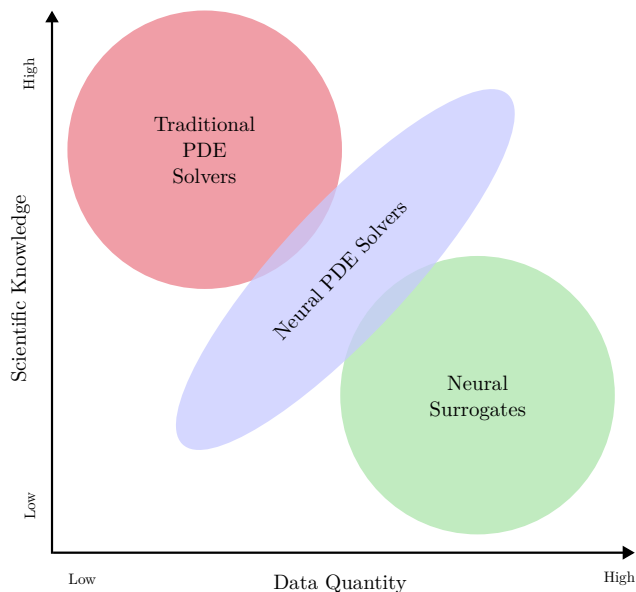 High
Traditional
PDE
Solvers
Scientific Knowledge
Neural PDE Solvers
Neural
Surrogates
Low
Low
Data Quantity
High